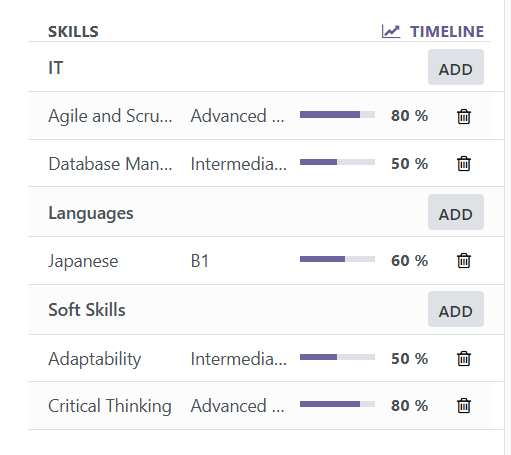 SKILLS TIMELINE
IT ADD
Agile and Scru... Advanced ... 80 %
Database Man... Intermedia... 50 %
Languages ADD
Japanese B1 60 %
Soft Skills ADD
Adaptability Intermedia... 50 %
Critical Thinking Advanced ... 80 %